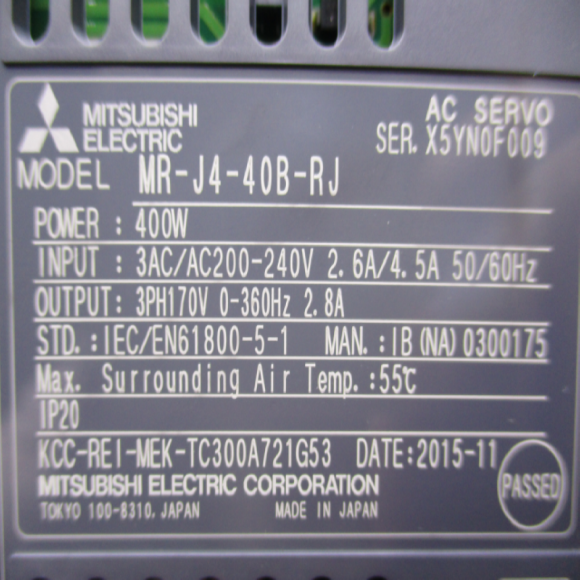 MITSUBISHI
ELECTRIC
AC SERVO
SER. X5YN0F009
MODEL MR-J4-40B-RJ
POWER : 400W
INPUT : 3AC/AC200-240V 2.6A/4.5A 50/60Hz
OUTPUT: 3PH170V 0-360Hz 2.8A
STD.:IEC/EN61800-5-1 MAN.:IB(NA)0300175
Max. Surrounding Air Temp.:55℃
IP20
KCC-REI-MEK-TC300A721G53 DATE:2015-11
MITSUBISHI ELECTRIC CORPORATION
PASSED
TOKYO 100-8310, JAPAN MADE IN JAPAN